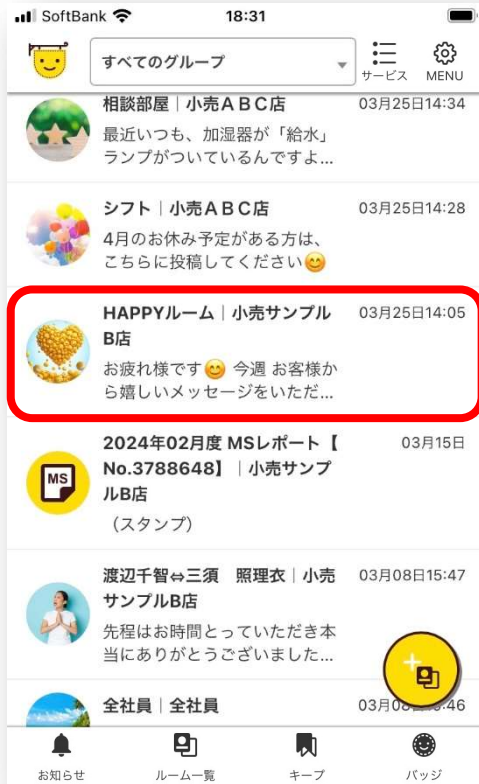 SoftBank
18:31
すべてのグループ
サービス
MENU
相談部屋｜小売ＡＢＣ店
03月25日14:34
最近いつも、加湿器が「給水」
ランプがついているんですよ...
シフト｜小売ＡＢＣ店
03月25日14:28
4月のお休み予定がある方は、
こちらに投稿してください😊
HAPPYルーム｜小売サンプル
03月25日14:05
B店
お疲れ様です😊 今週 お客様か
ら嬉しいメッセージをいただ...
2024年02月度 MSレポート【
03月15日
No.3788648】｜小売サンプ
ルB店
MS
（スタンプ）
渡辺千智⇔三須　照理衣｜小売
03月08日15:47
サンプルB店
先程はお時間とっていただき本
当にありがとうございました...
全社員｜全社員
03月0
:46
お知らせ
ルーム一覧
キープ
バッジ